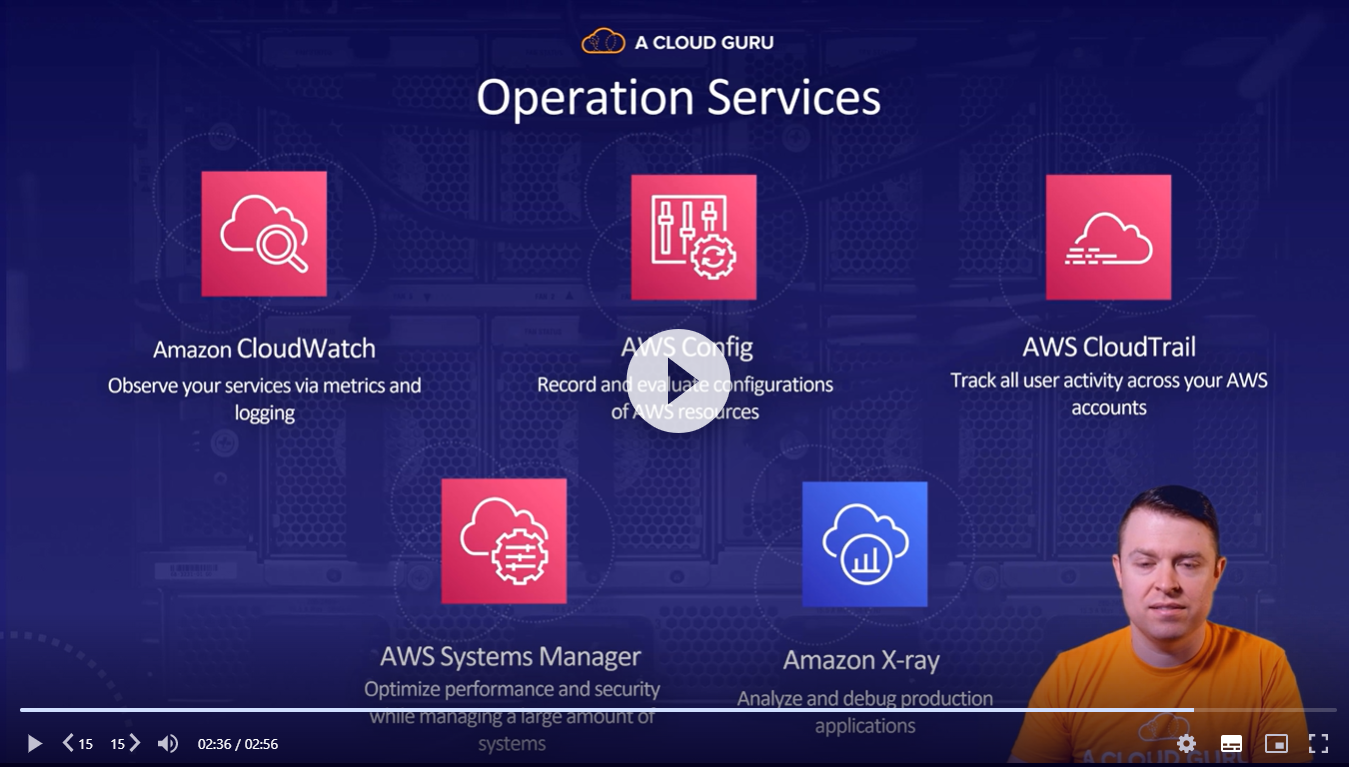 A CLOUD GURU
Operation Services
Amazon CloudWatch
Observe your services via metrics and
logging
AWS Config
Record and evaluate configurations
of AWS resources
AWS CloudTrail
Track all user activity across your AWS
accounts
AWS Systems Manager
Optimize performance and security
while managing a large amount of
systems
Amazon X-ray
Analyze and debug production
applications
A CLOUD GURU
15 15 02:36 / 02:56